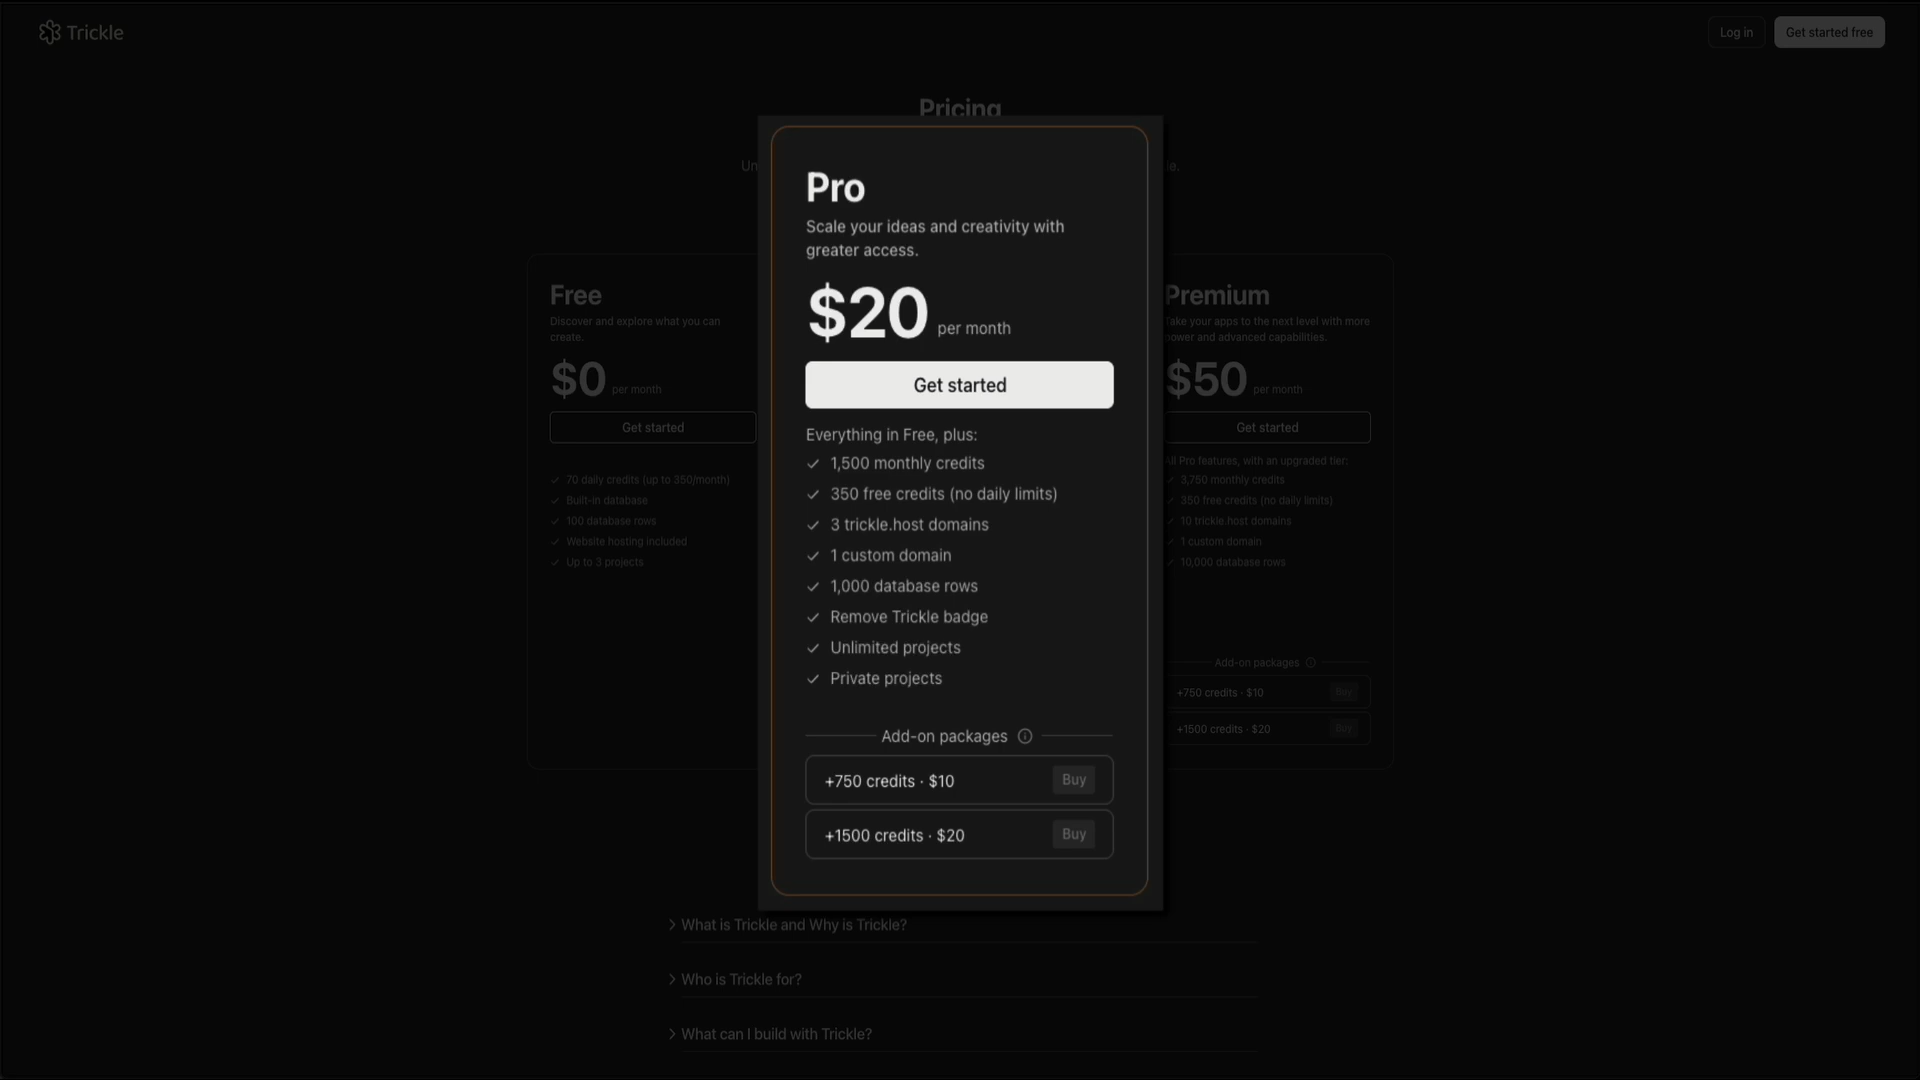 Trickle
Log in
Get started free
Pricing
Free
Discover and explore what you can
create.
$0 per month
Get started
70 daily credits (up to 350/month)
Built-in database
100 database rows
Website hosting included
Up to 3 projects
Pro
Scale your ideas and creativity with
greater access.
$20 per month
Get started
Everything in Free, plus:
1,500 monthly credits
350 free credits (no daily limits)
3 trickle.host domains
1 custom domain
1,000 database rows
Remove Trickle badge
Unlimited projects
Private projects
Add-on packages
+750 credits · $10
Buy
+1500 credits · $20
Buy
Premium
Take your apps to the next level with more
power and advanced capabilities.
$50 per month
Get started
All Pro features, with an upgraded tier:
3,750 monthly credits
350 free credits (no daily limits)
10 trickle.host domains
1 custom domain
10,000 database rows
Add-on packages
+750 credits · $10
Buy
+1500 credits · $20
Buy
What is Trickle and Why is Trickle?
Who is Trickle for?
What can I build with Trickle?